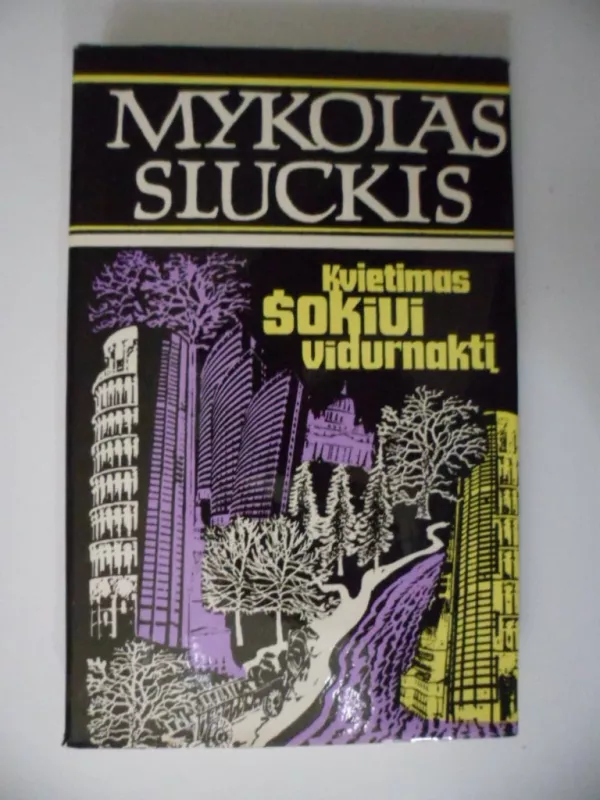 MYKOLAS
SLUCKIS
Kvietimas
šokiui
vidurnaktį